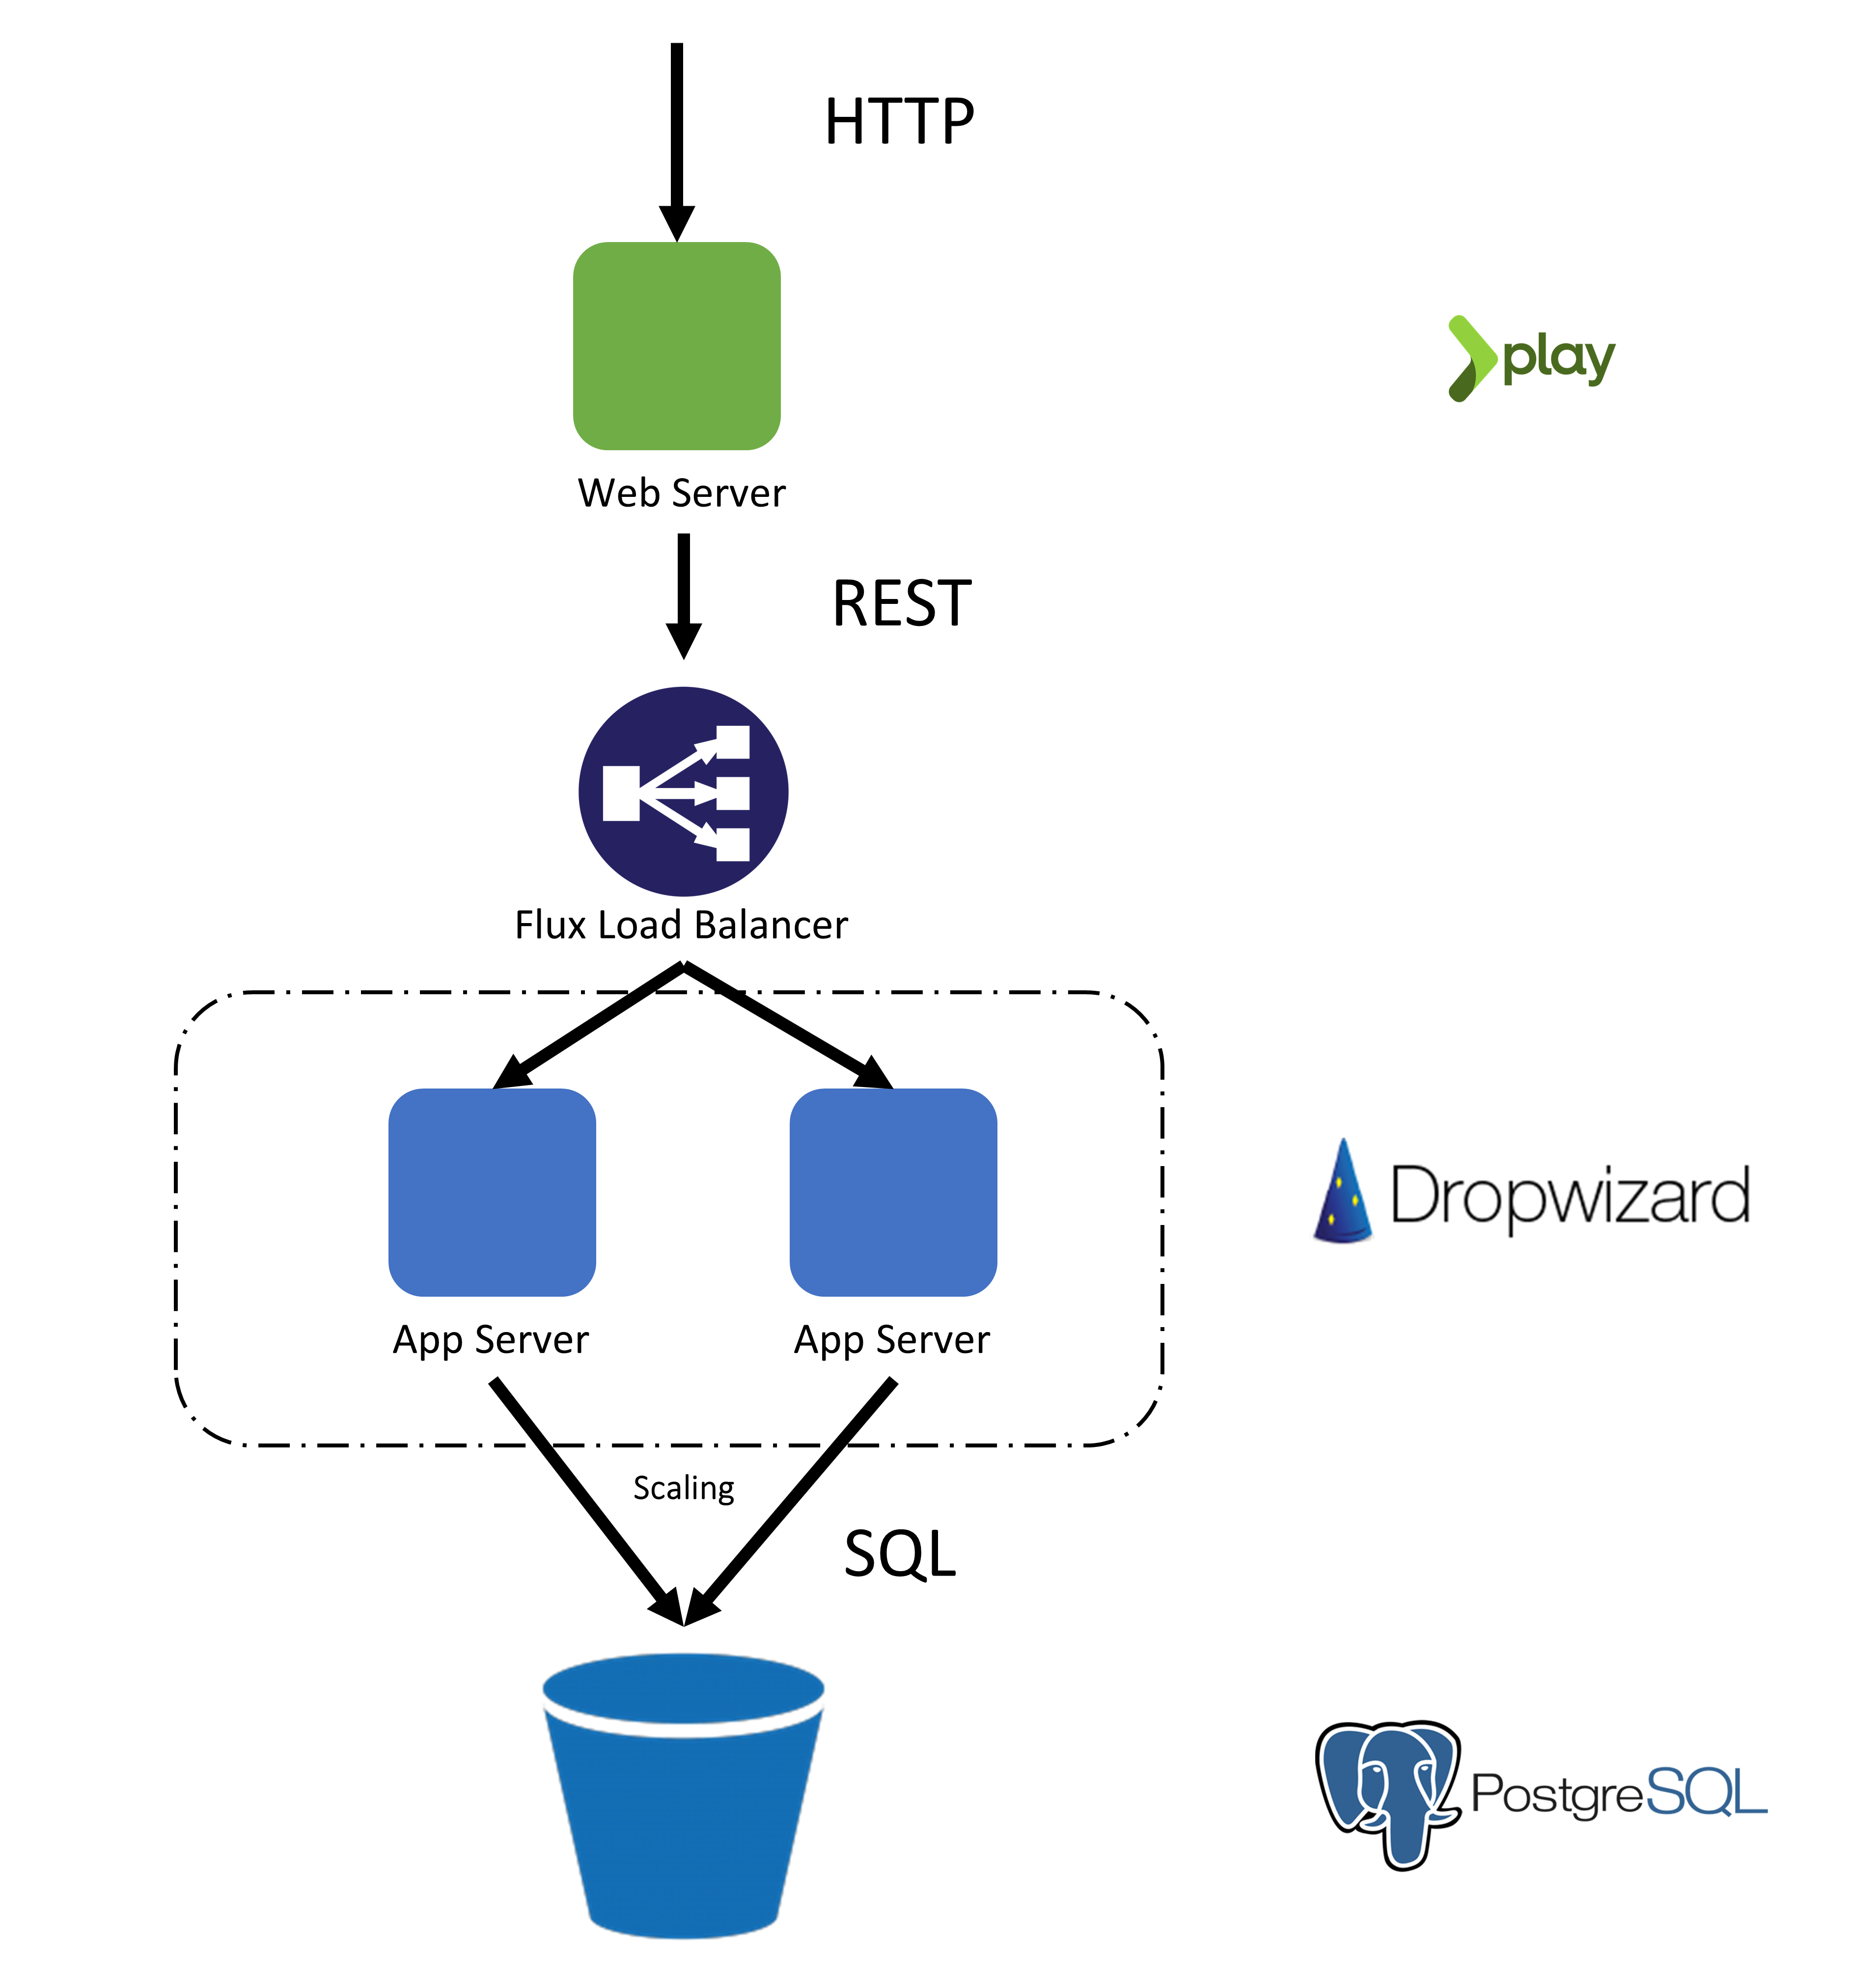 HTTP
play
Web Server
REST
Flux Load Balancer
Dropwizard
App Server
App Server
Scaling
SQL
PostgreSQL